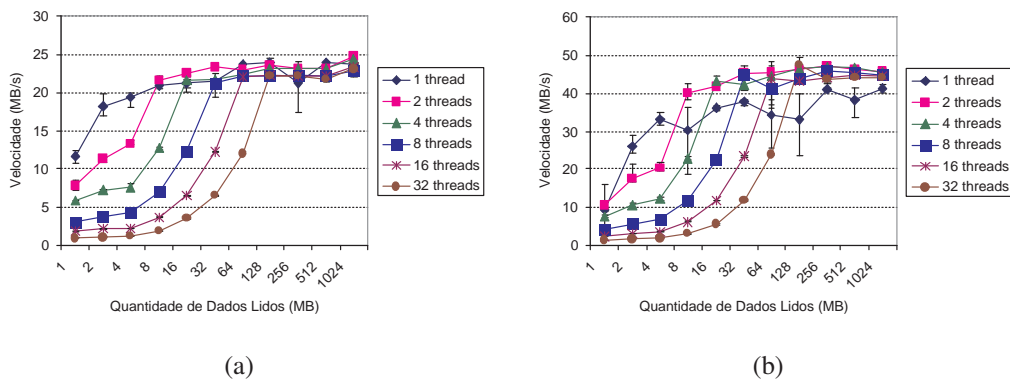 30
25
20
15
10
5
0
Velocidade (MB/s)
1
2
4
8
16
32
64
128
256
512
1024
Quantidade de Dados Lidos (MB)
1 thread
2 threads
4 threads
8 threads
16 threads
32 threads
(a)
60
50
40
30
20
10
0
Velocidade (MB/s)
1
2
4
8
16
32
64
128
256
512
1024
Quantidade de Dados Lidos (MB)
1 thread
2 threads
4 threads
8 threads
16 threads
32 threads
(b)